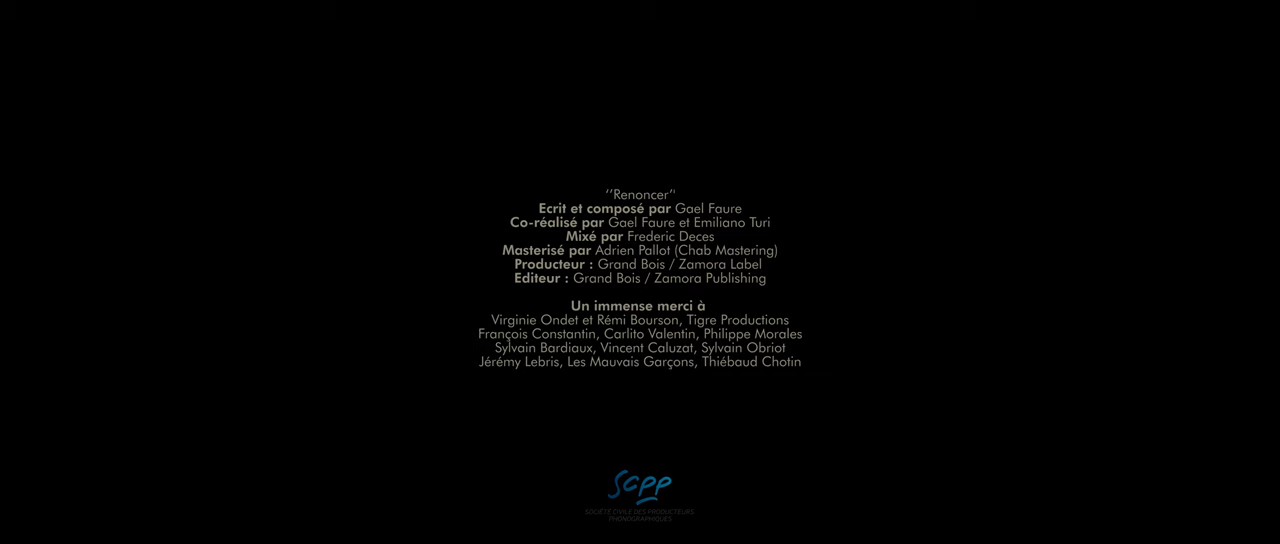 ‘’Renoncer’'
Ecrit et composé par Gael Faure
Co-réalisé par Gael Faure et Emiliano Turi
Mixé par Frederic Deces
Masterisé par Adrien Pallot (Chab Mastering)
Producteur : Grand Bois / Zamora Label
Editeur : Grand Bois / Zamora Publishing
Un immense merci à
Virginie Ondet et Rémi Bourson, Tigre Productions
François Constantin, Carlito Valentin, Philippe Morales
Sylvain Bardiaux, Vincent Caluzat, Sylvain Obriot
Jérémy Lebris, Les Mauvais Garçons, Thiébaud Chotin
scpp
SOCIÉTÉ CIVILE DES PRODUCTEURS
PHONOGRAPHIQUES